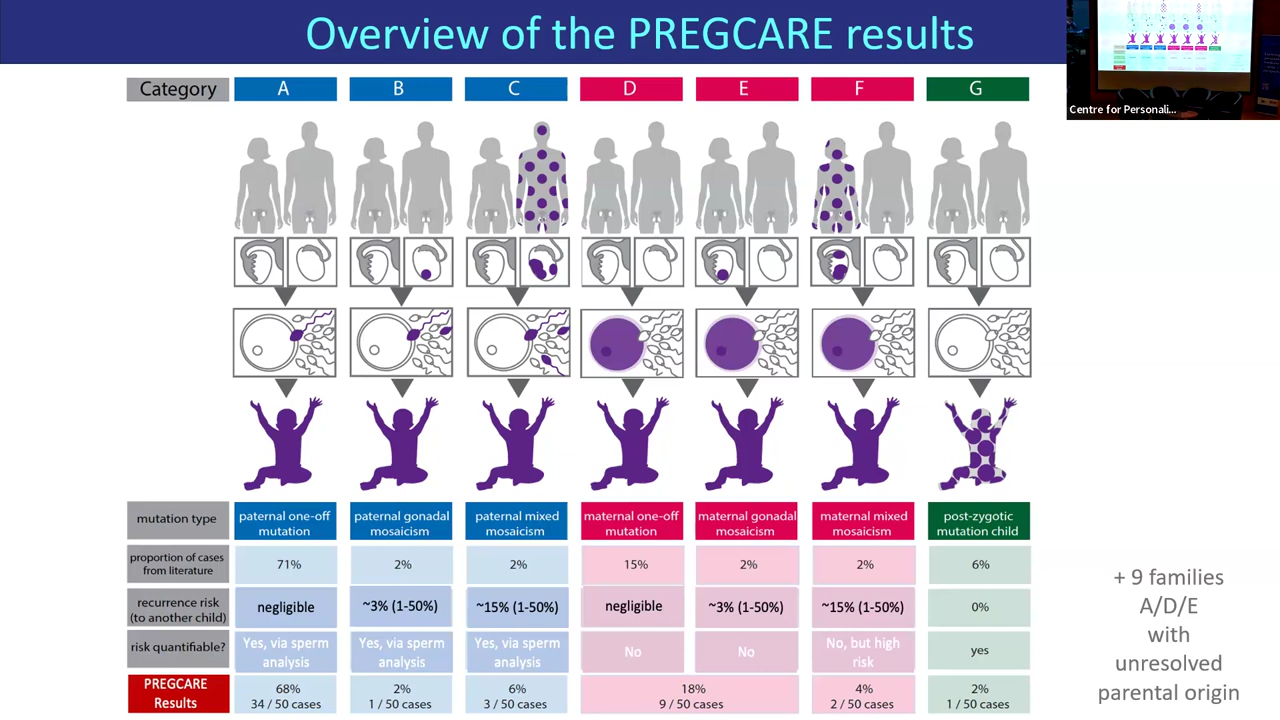 Overview of the PREGCARE results
Centre for Personali...
Category A B C D E F G
mutation type
paternal one-off
mutation
paternal gonadal
mosaicism
paternal mixed
mosaicism
maternal one-off
mutation
maternal gonadal
mosaicism
maternal mixed
mosaicism
post-zygotic
mutation child
proportion of cases
from literature
71% 2% 2% 15% 2% 2% 6%
recurrence risk
(to another child)
negligible ~3% (1-50%) ~15% (1-50%) negligible ~3% (1-50%) ~15% (1-50%) 0%
risk quantifiable?
Yes, via sperm
analysis
Yes, via sperm
analysis
Yes, via sperm
analysis
No
No
No, but high
risk
yes
PREGCARE
Results
68%
34 / 50 cases
2%
1 / 50 cases
6%
3 / 50 cases
18%
9 / 50 cases
4%
2 / 50 cases
2%
1 / 50 cases
+ 9 families
A/D/E
with
unresolved
parental origin